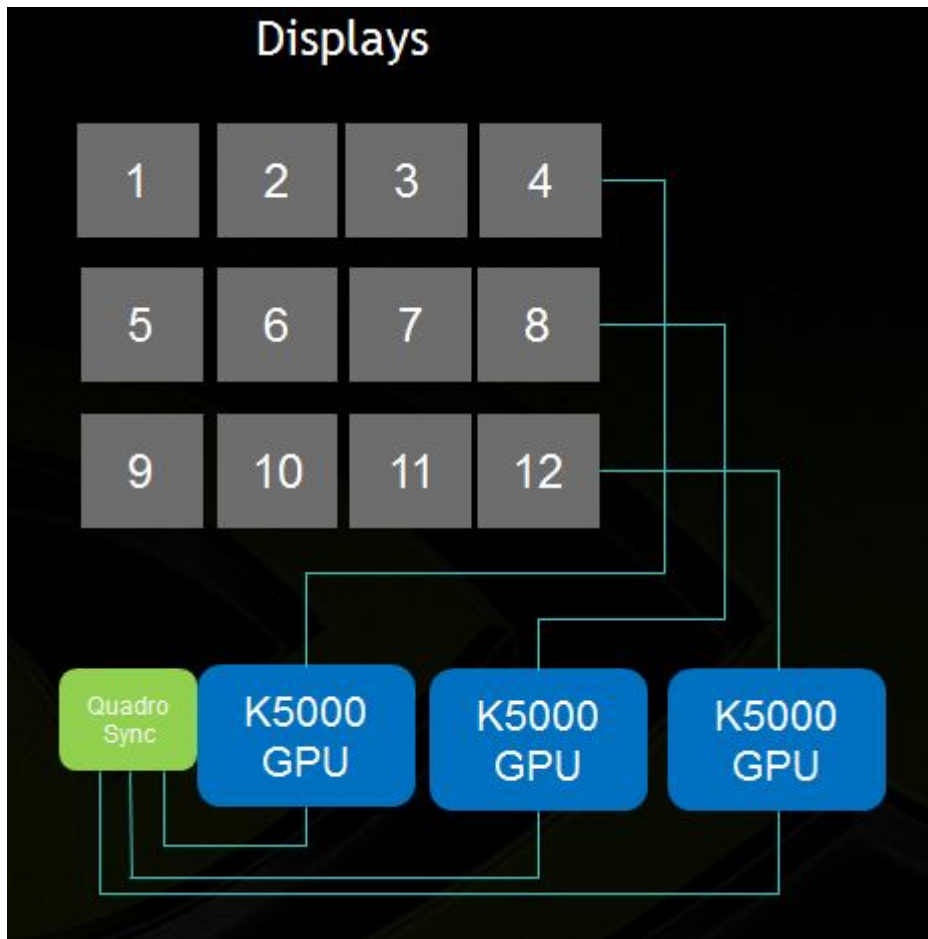 Displays
1 2 3 4
5 6 7 8
9 10 11 12
Quadro
Sync
K5000
GPU
K5000
GPU
K5000
GPU